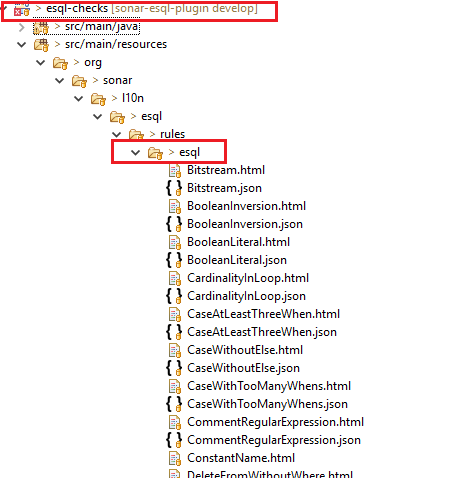 > esql-checks [sonar-esql-plugin develop]
> src/main/java
> src/main/resources
> org
> sonar
> l10n
> esql
> rules
> esql
Bitstream.html
Bitstream.json
BooleanInversion.html
BooleanInversion.json
BooleanLiteral.html
BooleanLiteral.json
CardinalityInLoop.html
CardinalityInLoop.json
CaseAtLeastThreeWhen.html
CaseAtLeastThreeWhen.json
CaseWithoutElse.html
CaseWithoutElse.json
CaseWithTooManyWhens.html
CaseWithTooManyWhens.json
CommentRegularExpression.html
CommentRegularExpression.json
ConstantName.html
DeleteFromWithoutWhere.html